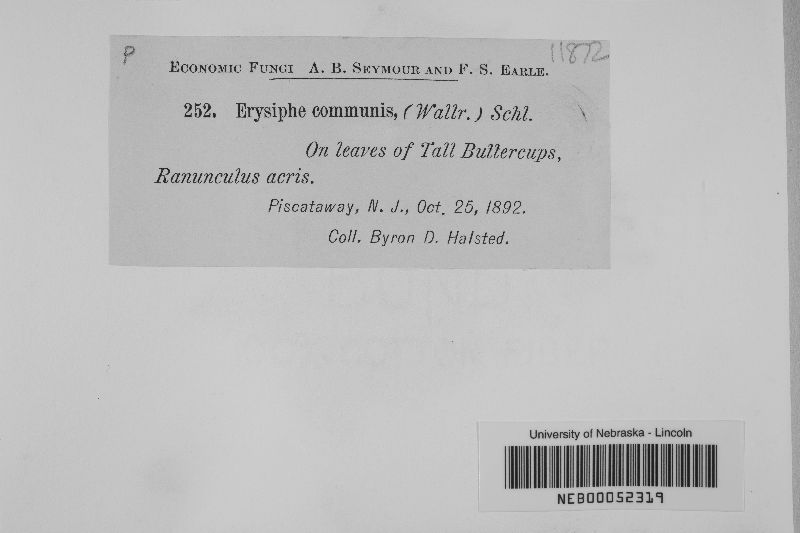 P
11872
Economic Fungi A. B. Seymour and F. S. Earle.
252. Erysiphe communis, (Wallr.) Schl.
On leaves of Tall Buttercups,
Ranunculus acris.
Piscataway, N. J., Oct. 25, 1892.
Coll. Byron D. Halsted.
University of Nebraska - Lincoln
NEB00052319